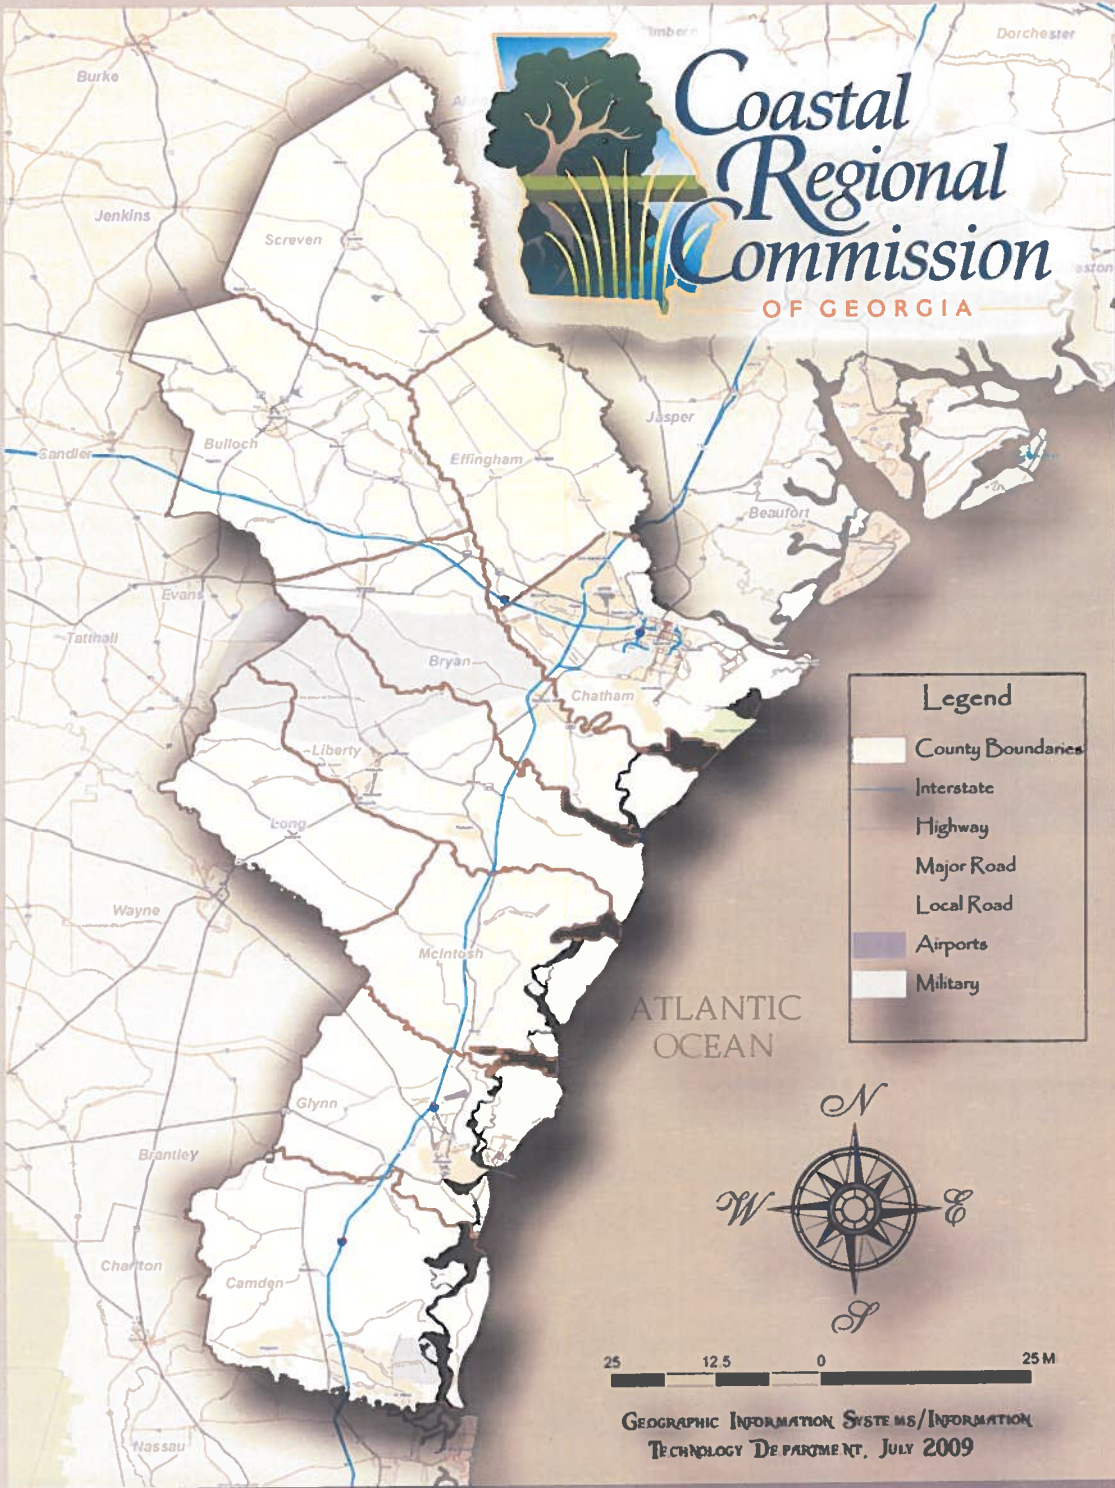 Dorchester
Burke
Coastal
Regional
Commission
OF GEORGIA
Jenkins
Screven
Jasper
Bulloch
Candler
Effingham
Beaufort
Evans
Tattnall
Bryan
Chatham
Liberty
Long
Wayne
McIntosh
Glynn
Brantley
Charlton
Camden
Nassau
ATLANTIC
OCEAN
Legend
County Boundaries
Interstate
Highway
Major Road
Local Road
Airports
Military
N
W
E
S
25 12.5 0 25 M
GEOGRAPHIC INFORMATION SYSTEMS/INFORMATION
TECHNOLOGY DEPARTMENT, JULY 2009